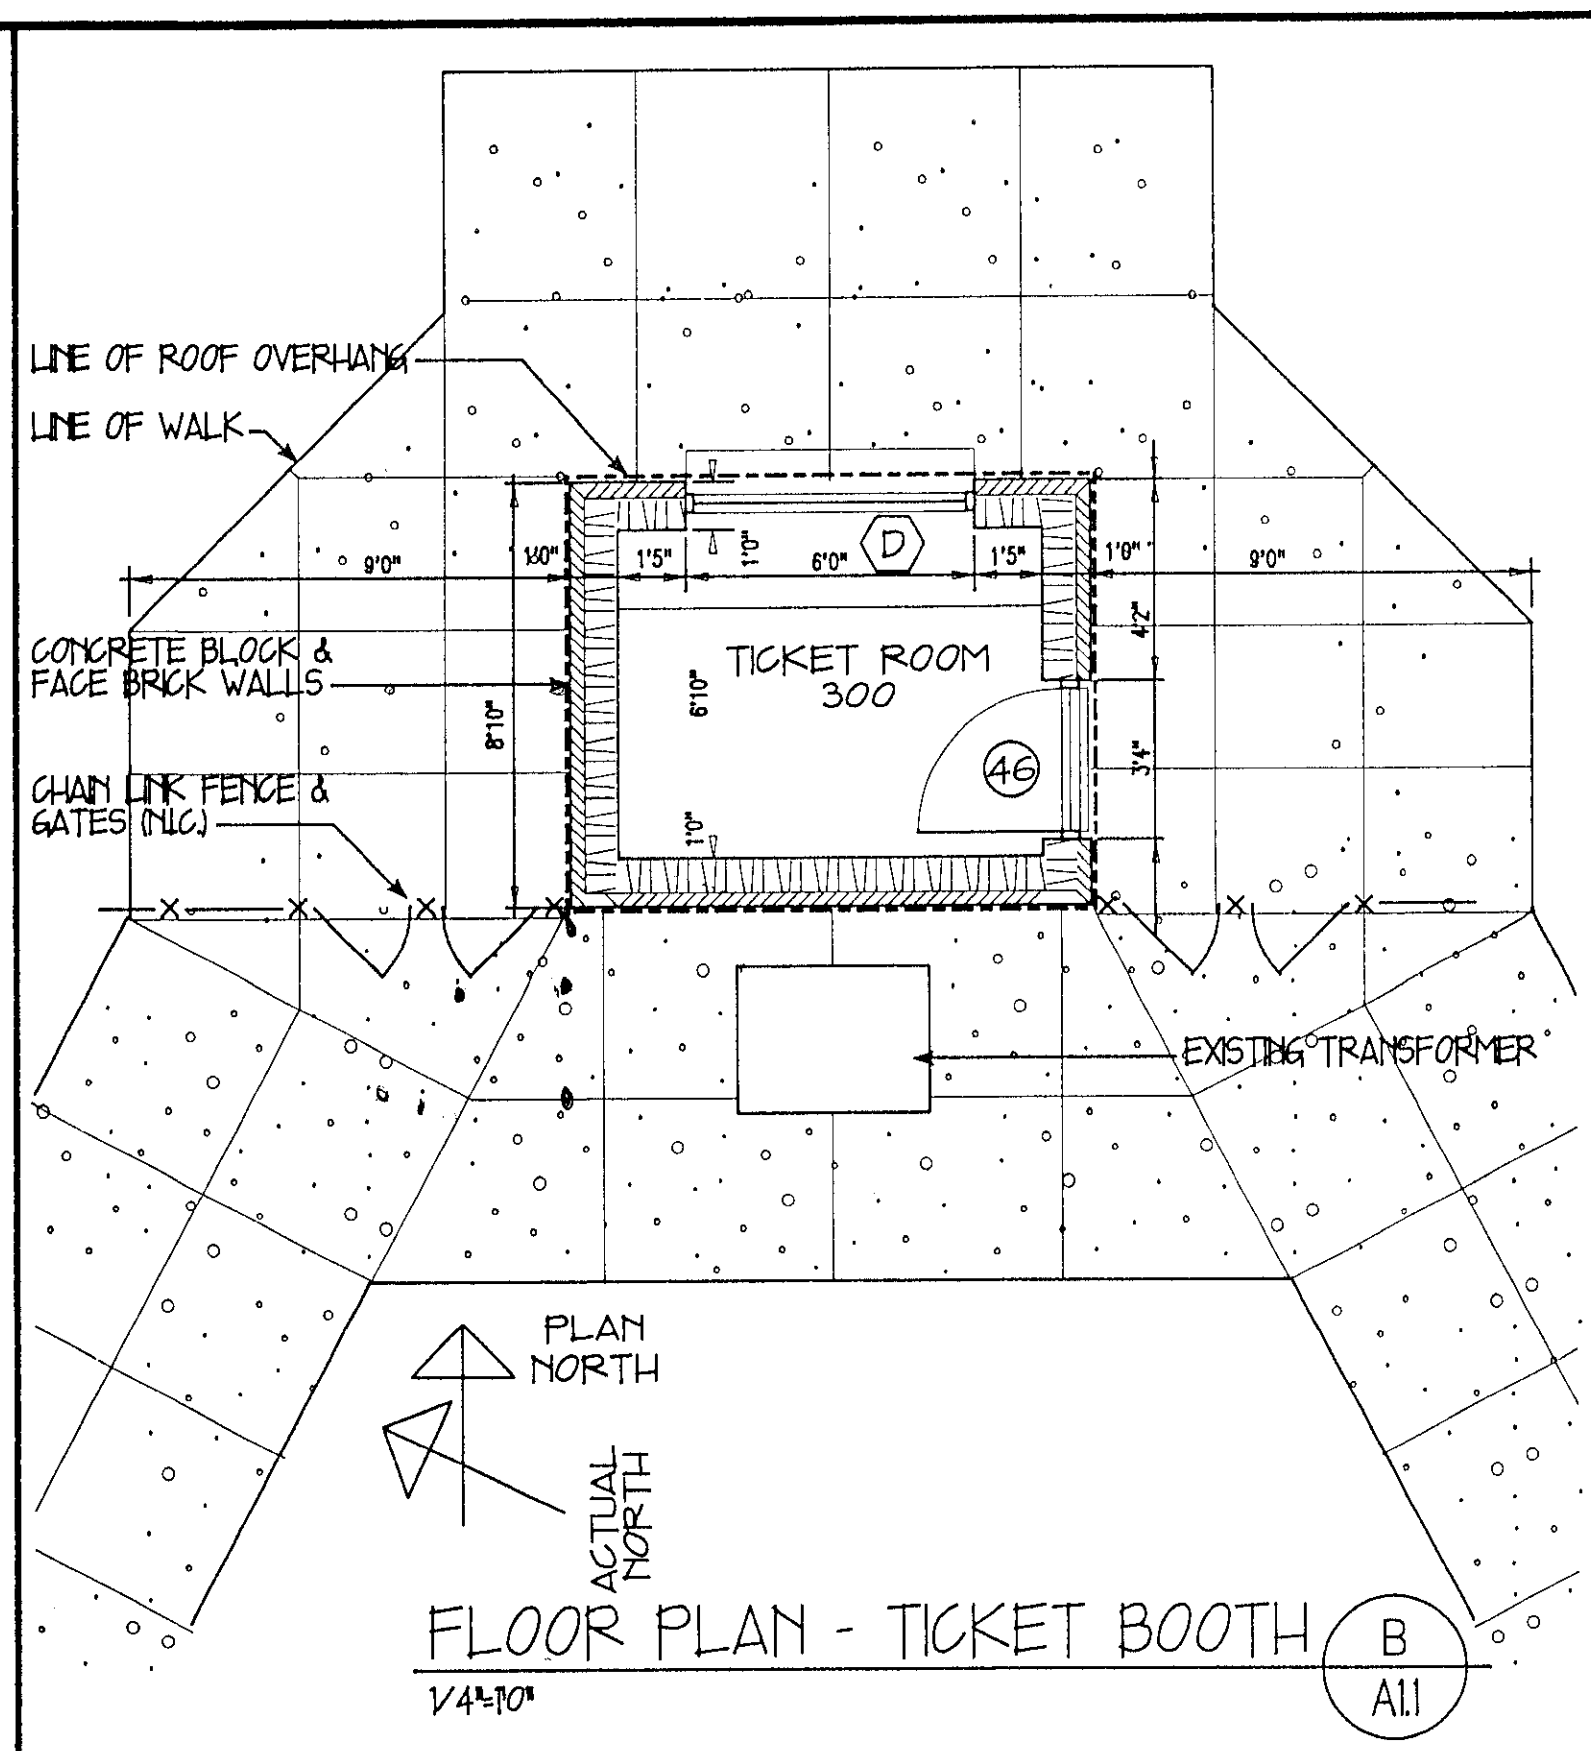 LINE OF ROOF OVERHANG
LINE OF WALK
9'0"
1'0"
1'5"
1'0"
6'0"
D
1'5"
1'0"
9'0"
4'2"
CONCRETE BLOCK &
FACE BRICK WALLS
TICKET ROOM
300
6'10"
8'10"
3'4"
46
CHAIN LINK FENCE &
GATES (N.I.C.)
1'0"
EXISTING TRANSFORMER
PLAN
NORTH
ACTUAL
NORTH
FLOOR PLAN - TICKET BOOTH
1/4"=1'0"
B
A1.1